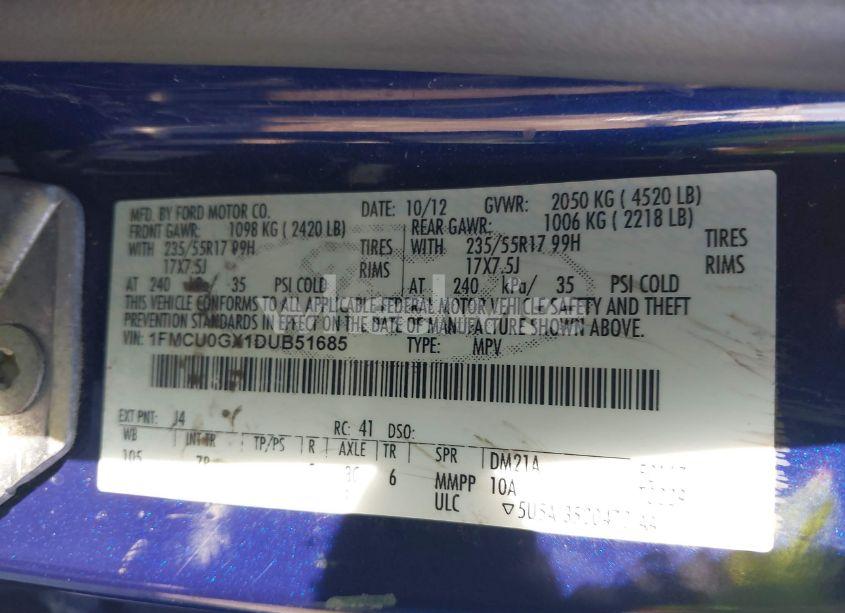 MFD. BY FORD MOTOR CO. DATE: 10/12 GVWR: 2050 KG ( 4520 LB)
FRONT GAWR: 1098 KG ( 2420 LB) REAR GAWR: 1006 KG ( 2218 LB)
WITH 235/55R17 99H TIRES WITH 235/55R17 99H TIRES
17X7.5J RIMS 17X7.5J RIMS
AT 240 kPa/ 35 PSI COLD AT 240 kPa/ 35 PSI COLD
THIS VEHICLE CONFORMS TO ALL APPLICABLE FEDERAL MOTOR VEHICLE SAFETY AND THEFT
PREVENTION STANDARDS IN EFFECT ON THE DATE OF MANUFACTURE SHOWN ABOVE.
VIN: 1FMCU0GX1DUB51685 TYPE: MPV
EXT PNT: J4 RC: 41 DSO:
WB INT TR TP/PS R AXLE TR SPR DM21A
105 6 MMPP 10A
ULC